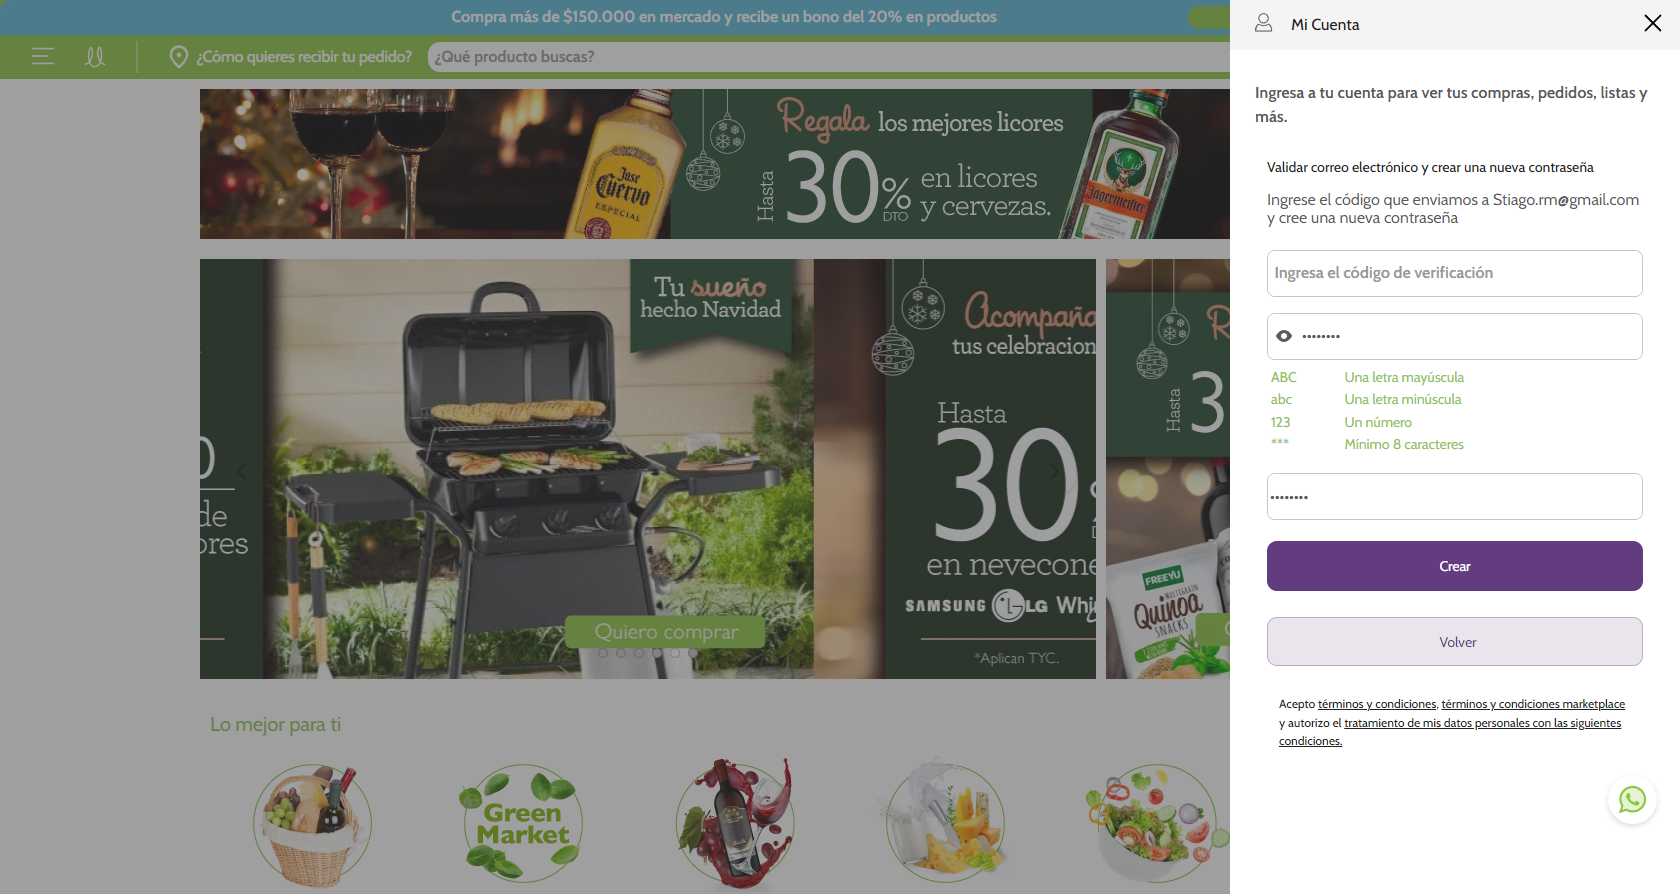 Compra más de $150.000 en mercado y recibe un bono del 20% en productos
¿Cómo quieres recibir tu pedido?
¿Qué producto buscas?
Jose
Cuervo
ESPECIAL
Regala los mejores licores
Hasta
30%
DTO
en licores
y cervezas.
Jägermeister
Tu sueño
hecho Navidad
0
de
ores
Quiero comprar
Acompaña
tus celebracion
Hasta
30
en nevecone
SAMSUNG LG Whi
*Aplican TYC.
R
Hasta
3
FREEYU
MULTIGRAIN
Quinoa
SNACKS
Lo mejor para ti
Green
Market
Mi Cuenta
Ingresa a tu cuenta para ver tus compras, pedidos, listas y
más.
Validar correo electrónico y crear una nueva contraseña
Ingrese el código que enviamos a Stiago.rm@gmail.com
y cree una nueva contraseña
Ingresa el código de verificación
••••••••
ABC Una letra mayúscula
abc Una letra minúscula
123 Un número
*** Mínimo 8 caracteres
••••••••
Crear
Volver
Acepto términos y condiciones, términos y condiciones marketplace
y autorizo el tratamiento de mis datos personales con las siguientes
condiciones.